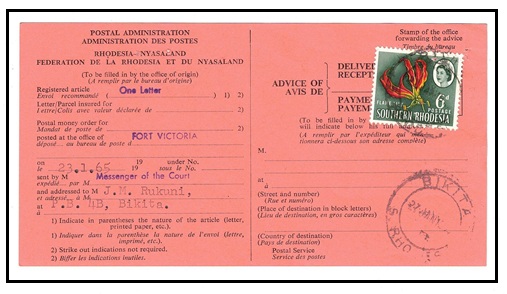 POSTAL ADMINISTRATION
ADMINISTRATION DES POSTES
RHODESIA—NYASALAND
FEDERATION DE LA RHODESIA ET DU NYASALAND
(To be filled in by the office of origin)
(A remplir par le bureau d'origine)
Registered article
Envoi recommandé ( One Letter ) 1) 2)
Letter/Parcel insured for
Lettre/Colis avec valeur déclarée de 1) 2)
Postal money order for
Mandat de poste de 2)
posted at the office of FORT VICTORIA
déposé au bureau de poste d
on 19 under No.
le 23.1.65 19 sous le No.
sent by M Messenger of the Court
expédié par M
and addressed to M J.M. Rukuni,
et adressé à M
at P.B. 4B, Bikita.
à
1) Indicate in parentheses the nature of the article (letter, printed paper, etc.).
1) Indiquer dans la parenthèse la nature de l'envoi (lettre, imprimé, etc.).
2) Strike out indications not required.
2) Biffer les indications inutiles.
Stamp of the office
forwarding the advice
Timbre du bureau
ADVICE OF
AVIS DE
DELIVER
RECEPT
PAYME
PAYEM
6d
POSTAGE
SOUTHERN RHODESIA
(To be filled in by
will indicate below his full
(A remplir par l'expéditeur qui
tionnera ci-dessous son adresse complète)
M.
à
(Street and number)
(Rue et numéro)
(Place of destination in block letters)
(Lieu de destination, en gros caractères)
(Country of destination)
(Pays de destination)
Postal Service
Service des postes
BIKITA